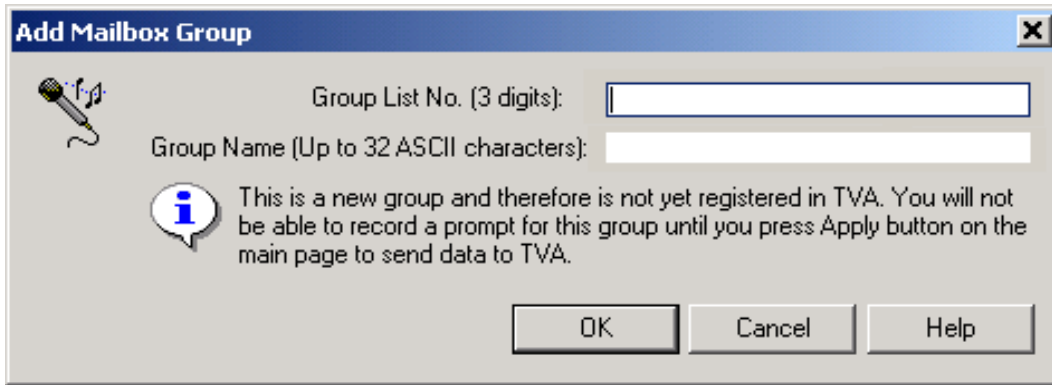 Add Mailbox Group
Group List No. (3 digits):
Group Name (Up to 32 ASCII characters):
This is a new group and therefore is not yet registered in TVA. You will not
be able to record a prompt for this group until you press Apply button on the
main page to send data to TVA.
OK Cancel Help